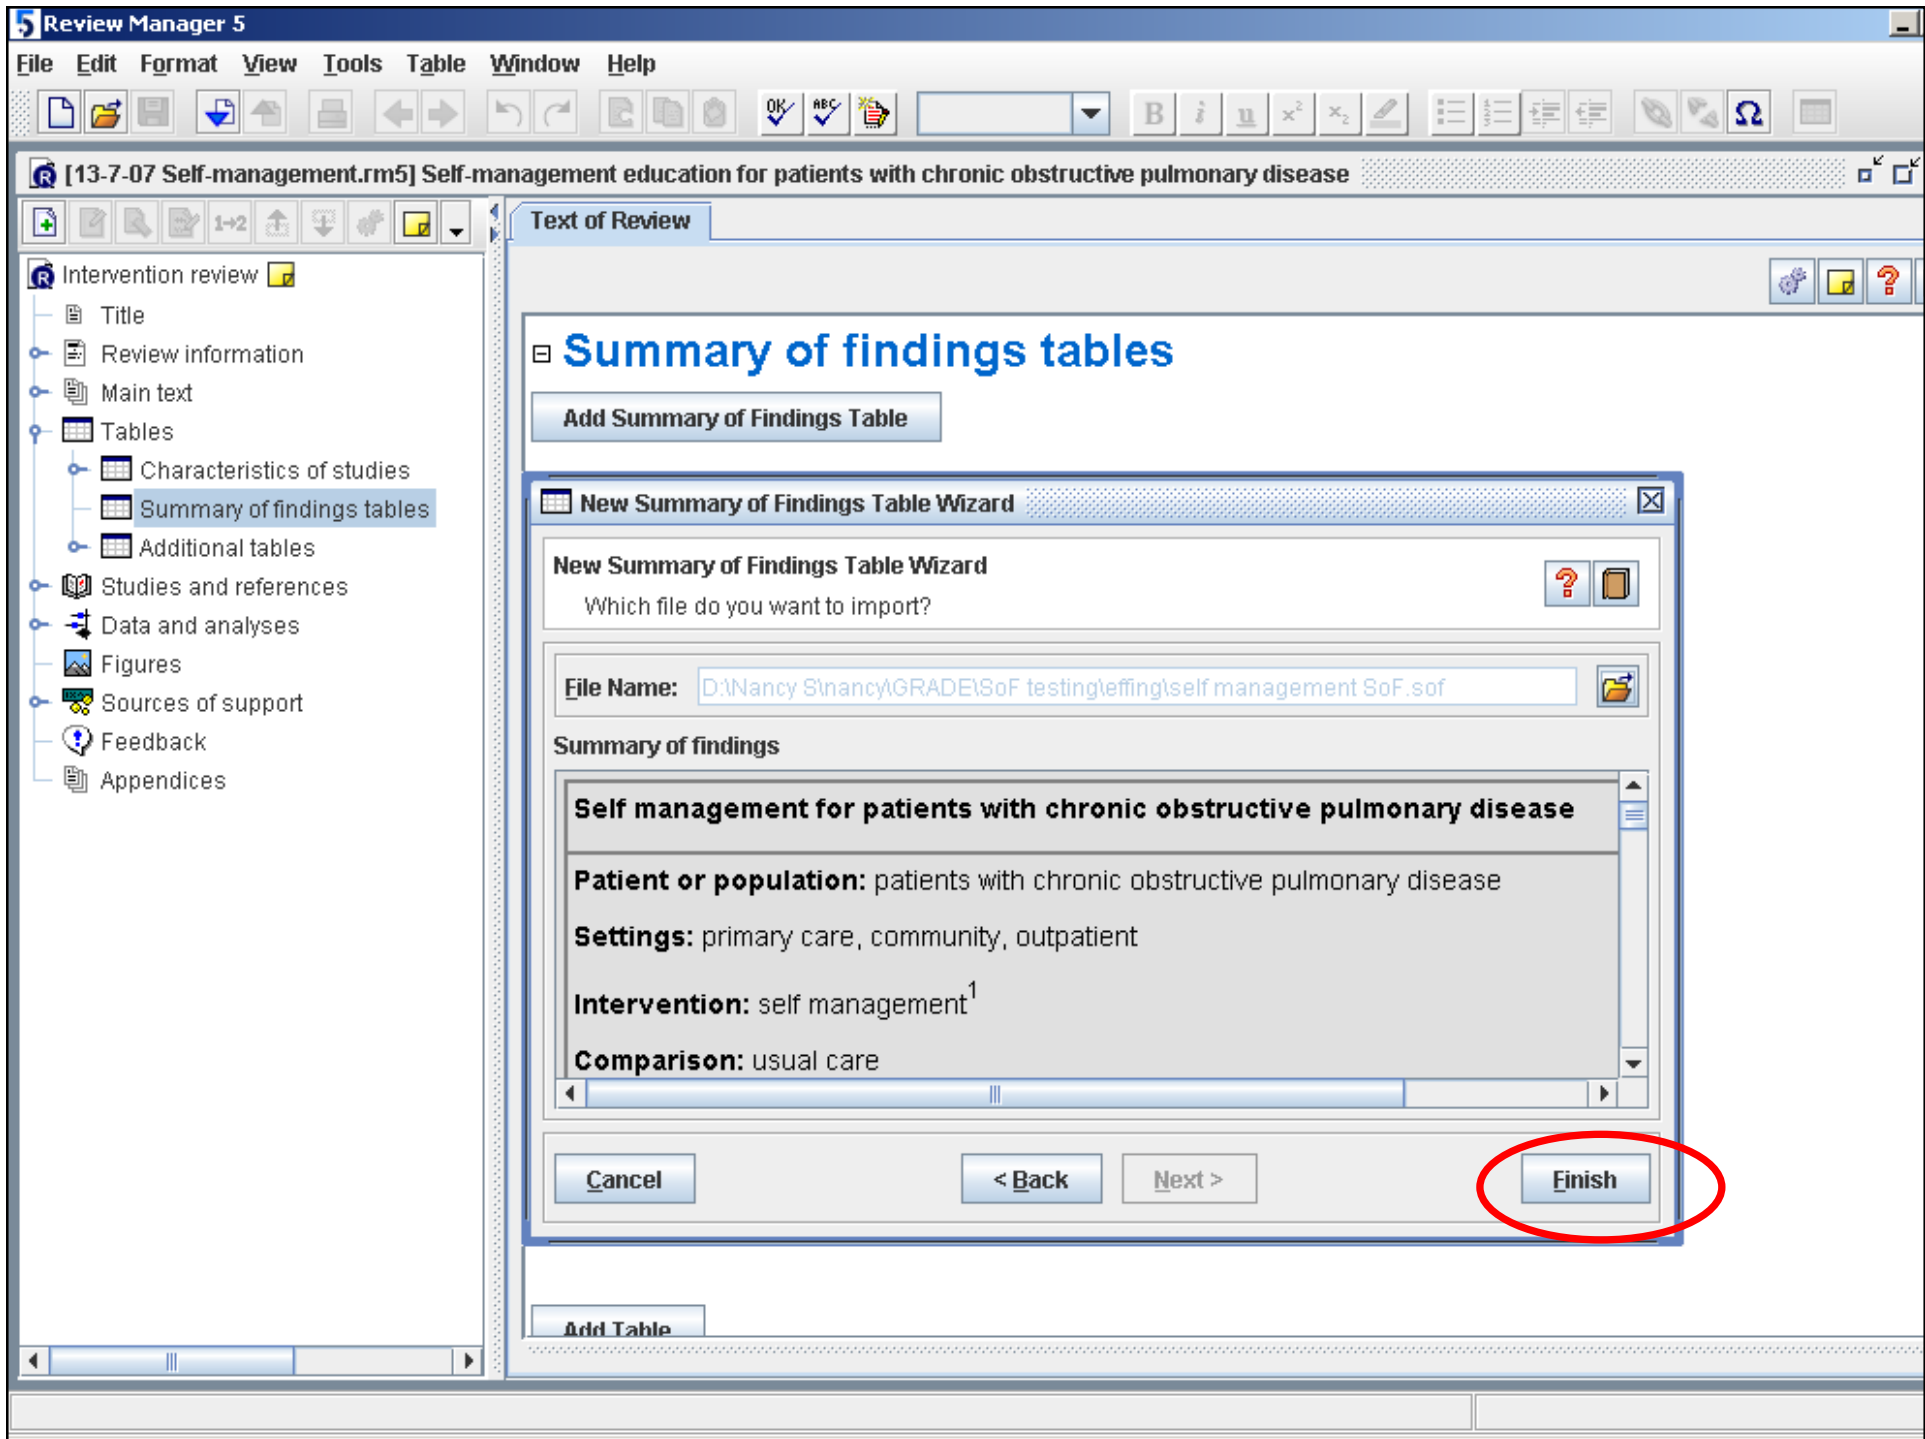 Review Manager 5
File Edit Format View Tools Table Window Help
OK ABC B i u x² x₂ Ω
[13-7-07 Self-management.rm5] Self-management education for patients with chronic obstructive pulmonary disease
1→2
Text of Review
Intervention review
Title
Review information
Main text
Tables
Characteristics of studies
Summary of findings tables
Additional tables
Studies and references
Data and analyses
Figures
Sources of support
Feedback
Appendices
Summary of findings tables
Add Summary of Findings Table
New Summary of Findings Table Wizard
New Summary of Findings Table Wizard
Which file do you want to import?
File Name: D:\Nancy S\nancy\GRADE\SoF testing\effing\self management SoF.sof
Summary of findings
Self management for patients with chronic obstructive pulmonary disease
Patient or population: patients with chronic obstructive pulmonary disease
Settings: primary care, community, outpatient
Intervention: self management¹
Comparison: usual care
Cancel < Back Next > Finish
Add Table